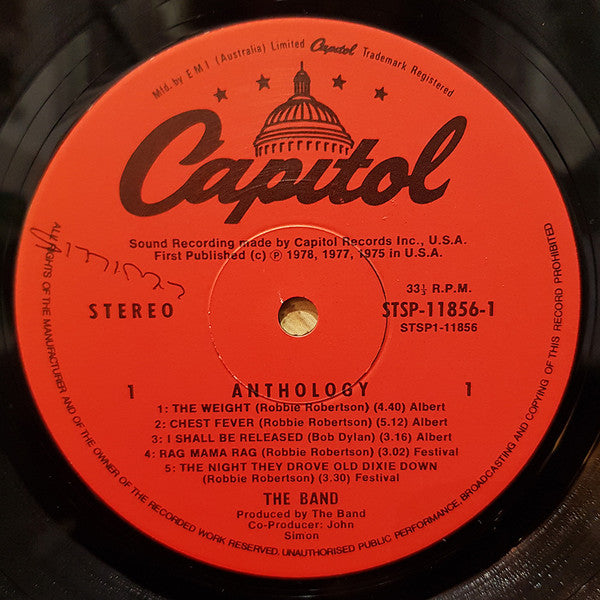 Mfd. by E M I (Australia) Limited Capitol Trademark Registered
Capitol
Sound Recording made by Capitol Records Inc., U.S.A.
First Published (c) ℗ 1978, 1977, 1975 in U.S.A.
STEREO
33⅓ R.P.M.
STSP-11856-1
STSP1-11856
1 ANTHOLOGY 1
1: THE WEIGHT (Robbie Robertson) (4.40) Albert
2: CHEST FEVER (Robbie Robertson) (5.12) Albert
3: I SHALL BE RELEASED (Bob Dylan) (3.16) Albert
4: RAG MAMA RAG (Robbie Robertson) (3.02) Festival
5: THE NIGHT THEY DROVE OLD DIXIE DOWN
(Robbie Robertson) (3.30) Festival
THE BAND
Produced by The Band
Co-Producer: John
Simon
ALL RIGHTS OF THE MANUFACTURER AND OF THE OWNER OF THE RECORDED WORK RESERVED. UNAUTHORISED PUBLIC PERFORMANCE, BROADCASTING AND COPYING OF THIS RECORD PROHIBITED